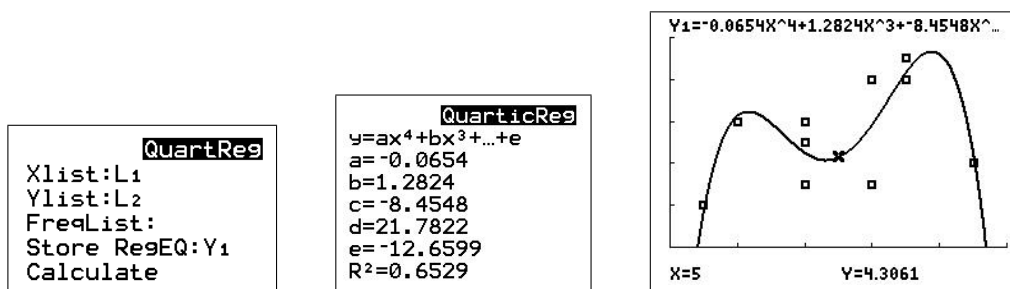 QuartReg
Xlist:L₁
Ylist:L₂
FreqList:
Store RegEQ:Y₁
Calculate
QuarticReg
y=ax⁴+bx³+…+e
a=⁻0.0654
b=1.2824
c=⁻8.4548
d=21.7822
e=⁻12.6599
R²=0.6529
Y₁=⁻0.0654X^4+1.2824X^3+⁻8.4548X^…
X=5 Y=4.3061